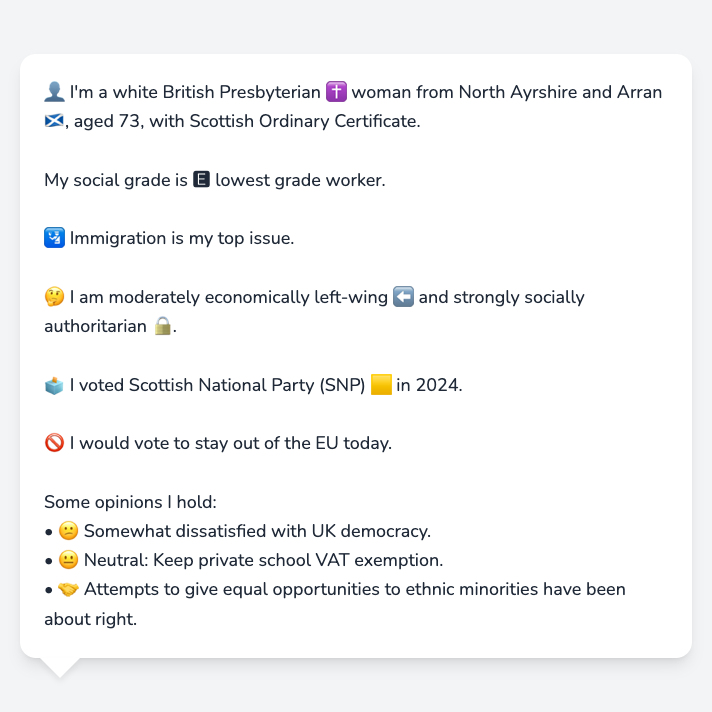 👤 I'm a white British Presbyterian ✝️ woman from North Ayrshire and Arran
🏴󠁧󠁢󠁳󠁣󠁴󠁿, aged 73, with Scottish Ordinary Certificate.
My social grade is 🅴 lowest grade worker.
🛂 Immigration is my top issue.
🤔 I am moderately economically left-wing ⬅️ and strongly socially
authoritarian 🔒.
🗳️ I voted Scottish National Party (SNP) 🟨 in 2024.
🚫 I would vote to stay out of the EU today.
Some opinions I hold:
• 🙁 Somewhat dissatisfied with UK democracy.
• 😐 Neutral: Keep private school VAT exemption.
• 🤝 Attempts to give equal opportunities to ethnic minorities have been
about right.